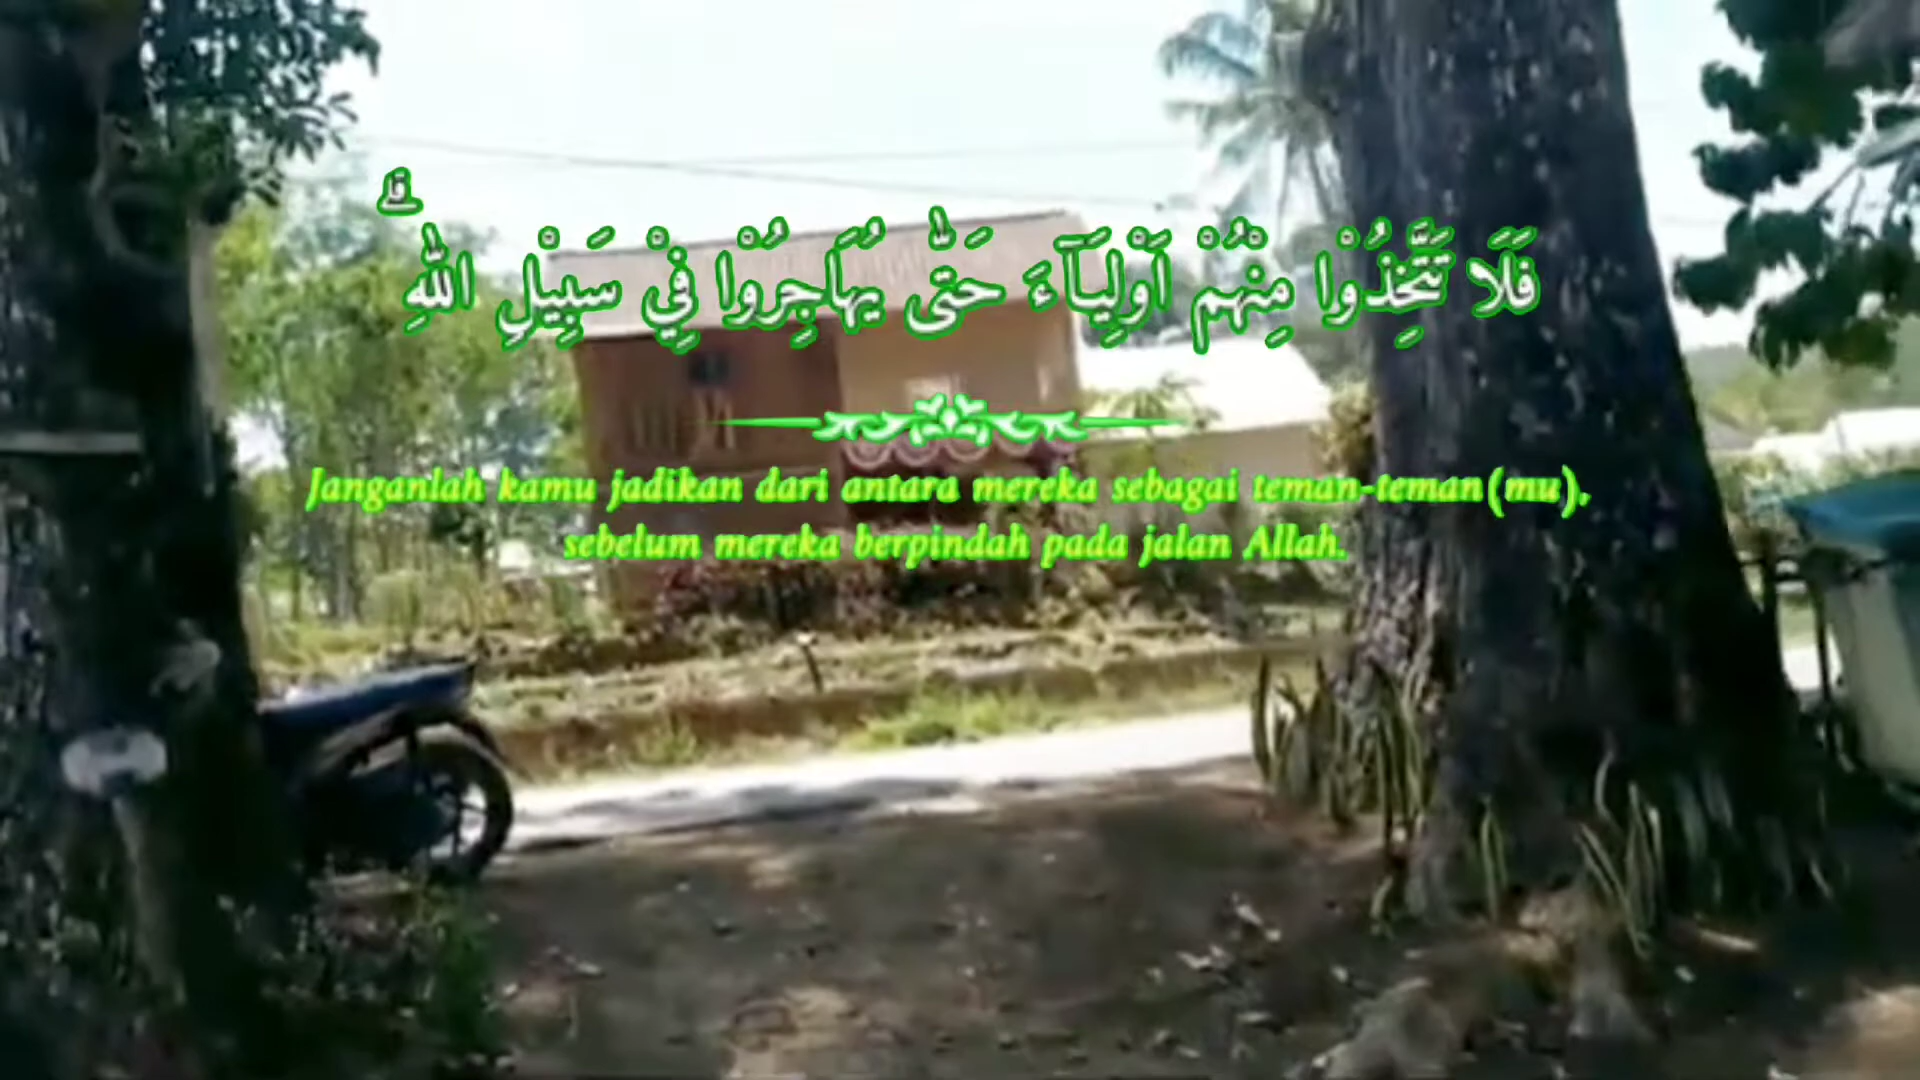 فَلَا تَتَّخِذُوْا مِنْهُمْ اَوْلِيَاۤءَ حَتّٰى يُهَاجِرُوْا فِيْ سَبِيْلِ اللّٰهِ ۗ
Janganlah kamu jadikan dari antara mereka sebagai teman-teman(mu),
sebelum mereka berpindah pada jalan Allah.